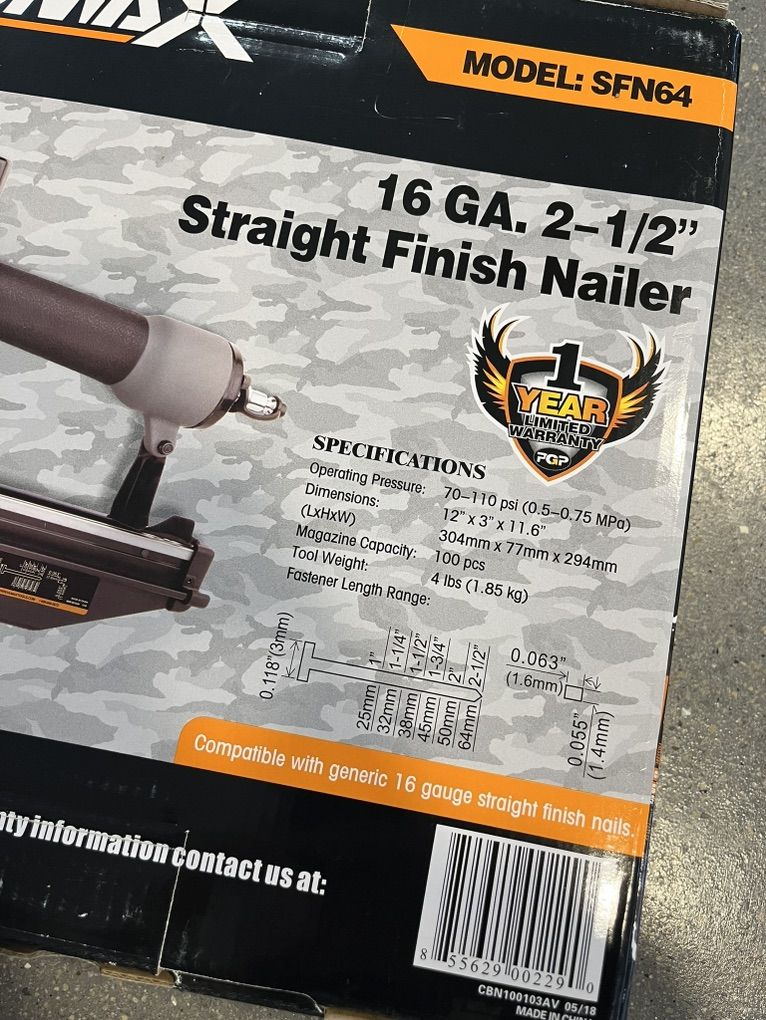 MODEL: SFN64
16 GA. 2-1/2"
Straight Finish Nailer
1
YEAR
LIMITED
WARRANTY
PGP
SPECIFICATIONS
Operating Pressure: 70–110 psi (0.5–0.75 MPa)
Dimensions: 12" x 3" x 11.6"
(LxHxW) 304mm x 77mm x 294mm
Magazine Capacity: 100 pcs
Tool Weight: 4 lbs (1.85 kg)
Fastener Length Range:
0.118"(3mm)
1" 1-1/4" 1-1/2" 1-3/4" 2" 2-1/2"
25mm 32mm 38mm 45mm 50mm 64mm
0.063"
(1.6mm)
0.055"
(1.4mm)
Compatible with generic 16 gauge straight finish nails.
information contact us at:
8 55629 00229 0
CBN100103AV 05/18
MADE IN CHINA